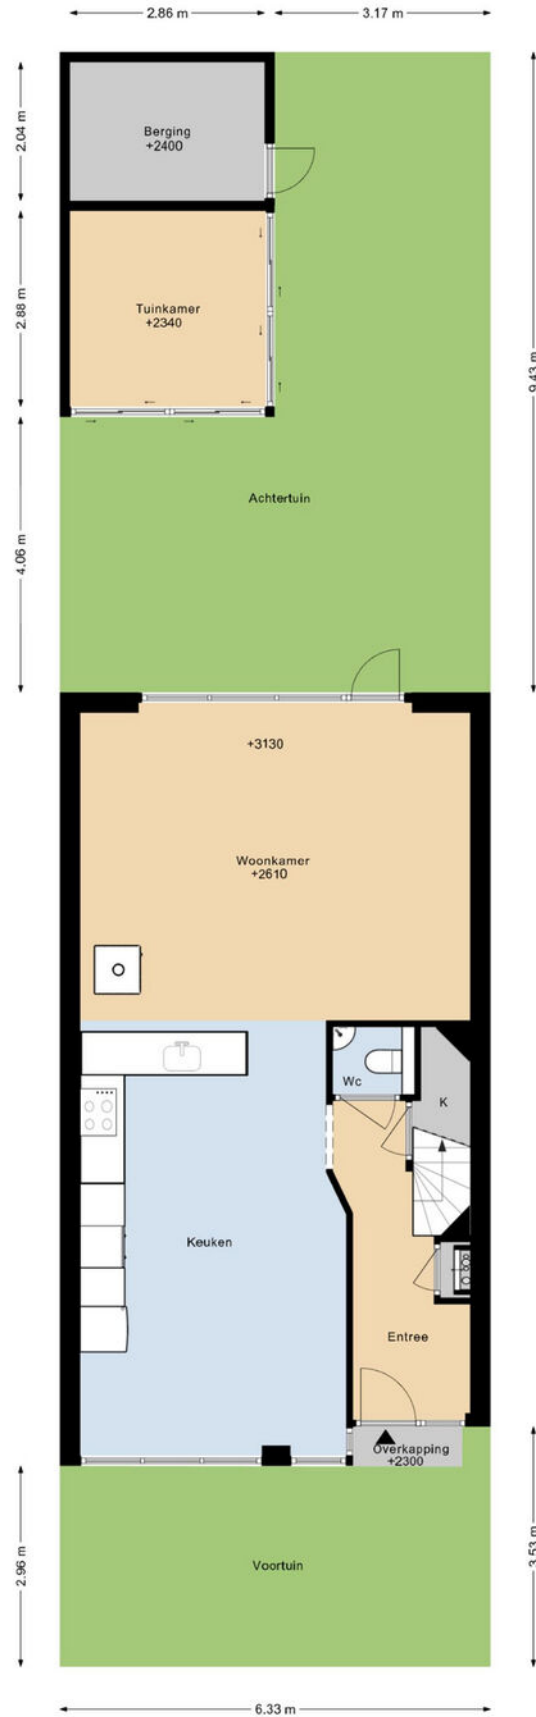 2.86 m
3.17 m
2.04 m
Berging
+2400
2.88 m
Tuinkamer
+2340
9.43 m
4.06 m
Achtertuin
+3130
Woonkamer
+2610
Wc
K
Keuken
Entree
Overkapping
+2300
2.96 m
Voortuin
3.53 m
6.33 m